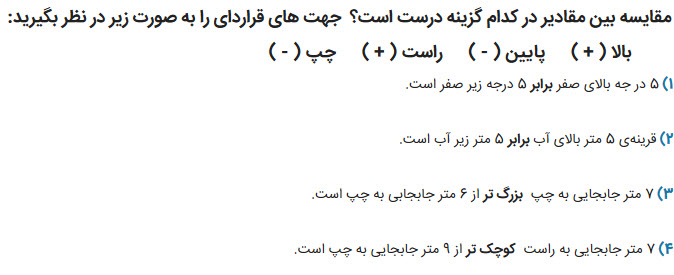 مقایسه بین مقادیر در کدام گزینه درست است؟ جهت های قراردای را به صورت زیر در نظر بگیرید:
بالا ( + ) پایین ( - ) راست ( + ) چپ ( - )
۱) ۵ در جه بالای صفر برابر ۵ درجه زیر صفر است.
۲) قرینه‌ی ۵ متر بالای آب برابر ۵ متر زیر آب است.
۳) ۷ متر جابجایی به چپ بزرگ تر از ۶ متر جابجابی به چپ است.
۴) ۷ متر جابجایی به راست کوچک تر از ۹ متر جابجایی به چپ است.